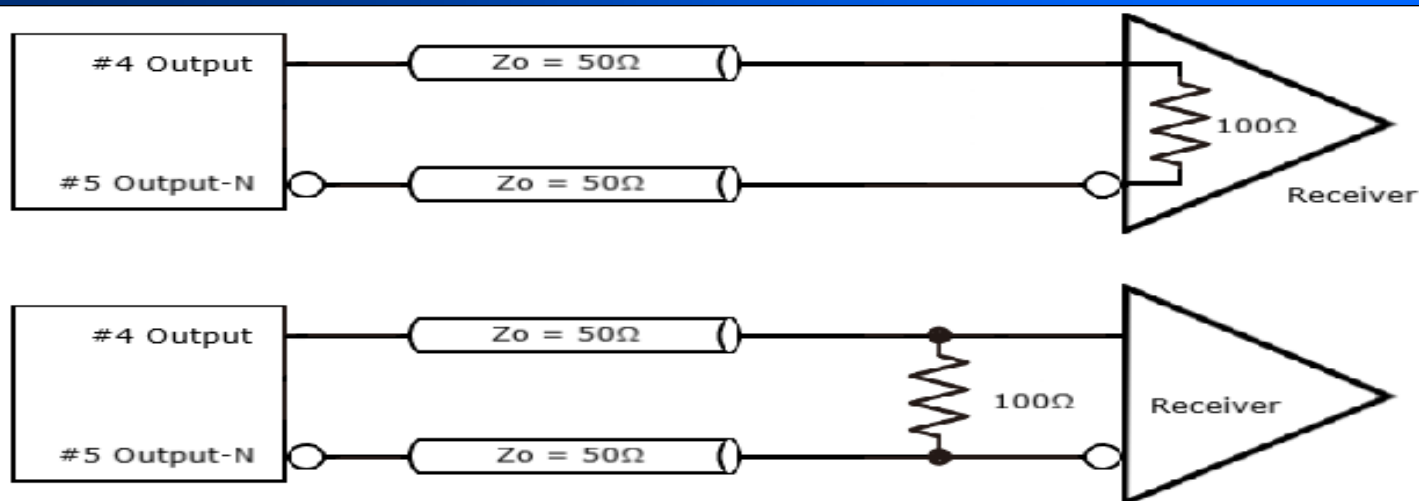 #4 Output
Zo = 50Ω
100Ω
#5 Output-N
Zo = 50Ω
Receiver
#4 Output
Zo = 50Ω
100Ω
Receiver
#5 Output-N
Zo = 50Ω